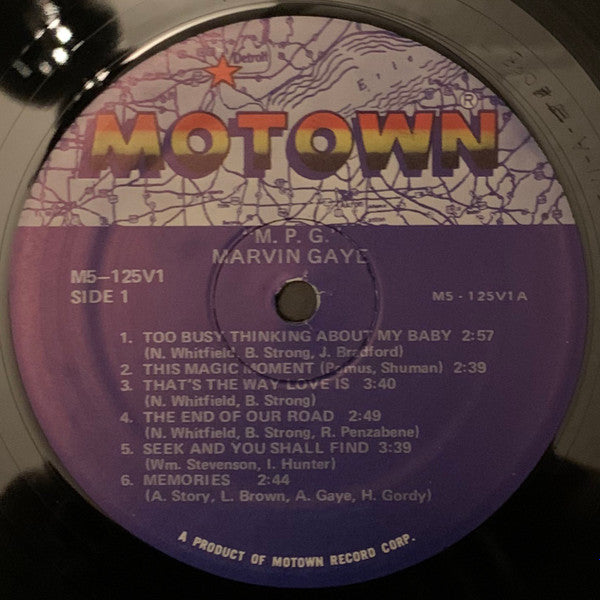 Detroit
Erie
MOTOWN®
"M. P. G."
MARVIN GAYE
M5-125V1
SIDE 1
M5 - 125V1A
1. TOO BUSY THINKING ABOUT MY BABY 2:57
(N. Whitfield, B. Strong, J. Bradford)
2. THIS MAGIC MOMENT (Pomus, Shuman) 2:39
3. THAT'S THE WAY LOVE IS 3:40
(N. Whitfield, B. Strong)
4. THE END OF OUR ROAD 2:49
(N. Whitfield, B. Strong, R. Penzabene)
5. SEEK AND YOU SHALL FIND 3:39
(Wm. Stevenson, I. Hunter)
6. MEMORIES 2:44
(A. Story, L. Brown, A. Gaye, H. Gordy)
A PRODUCT OF MOTOWN RECORD CORP.